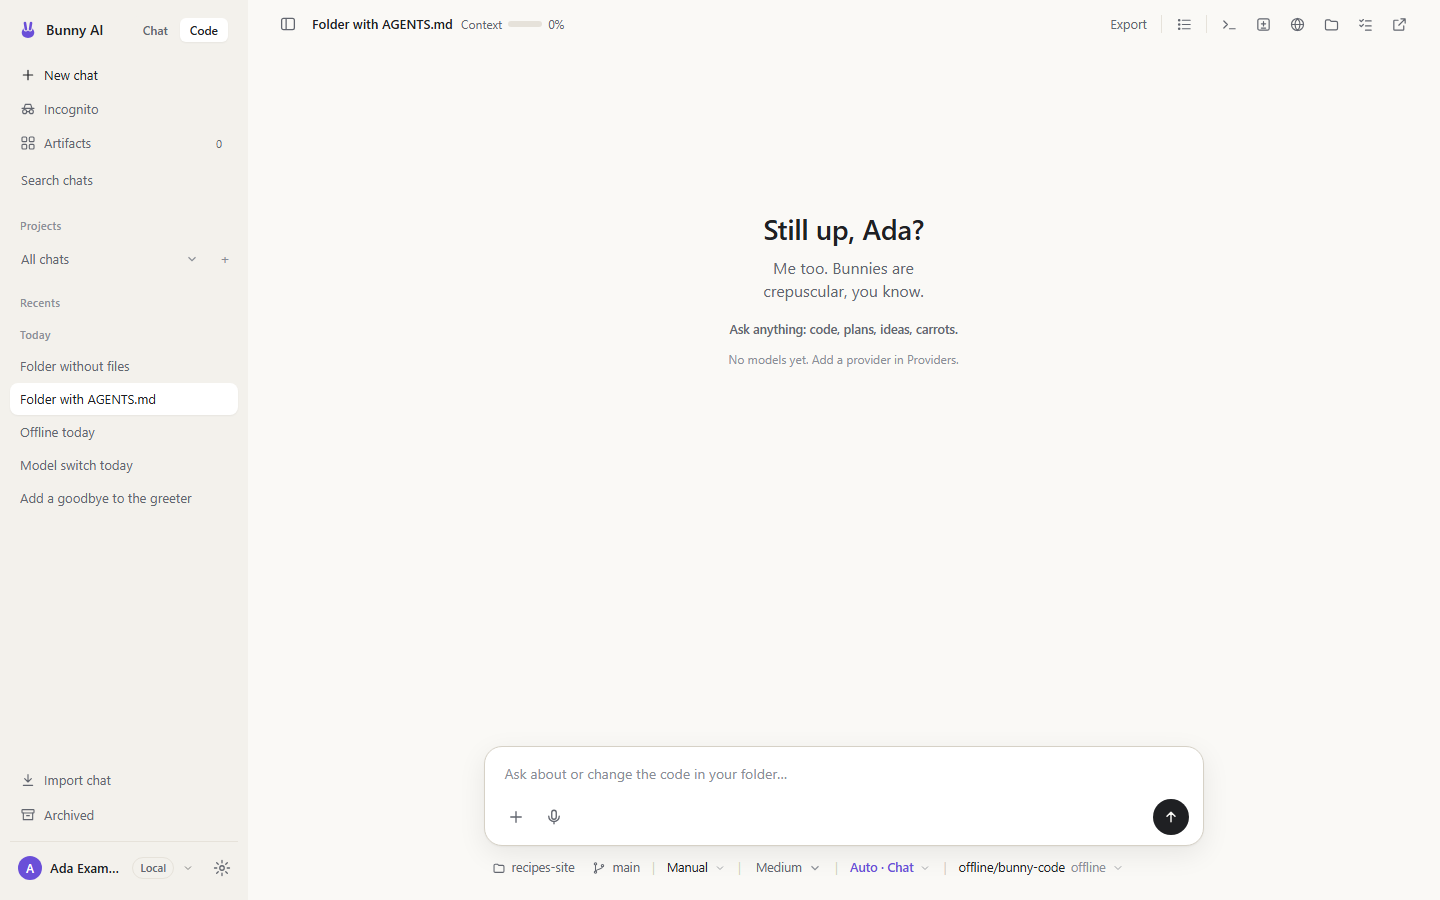 Bunny AI
Chat
Code
New chat
Incognito
Artifacts
0
Search chats
Projects
All chats
+
Recents
Today
Folder without files
Folder with AGENTS.md
Offline today
Model switch today
Add a goodbye to the greeter
Import chat
Archived
A
Ada Exam...
Local
Folder with AGENTS.md
Context
0%
Export
Still up, Ada?
Me too. Bunnies are
crepuscular, you know.
Ask anything: code, plans, ideas, carrots.
No models yet. Add a provider in Providers.
Ask about or change the code in your folder...
recipes-site
main
Manual
Medium
Auto · Chat
offline/bunny-code offline